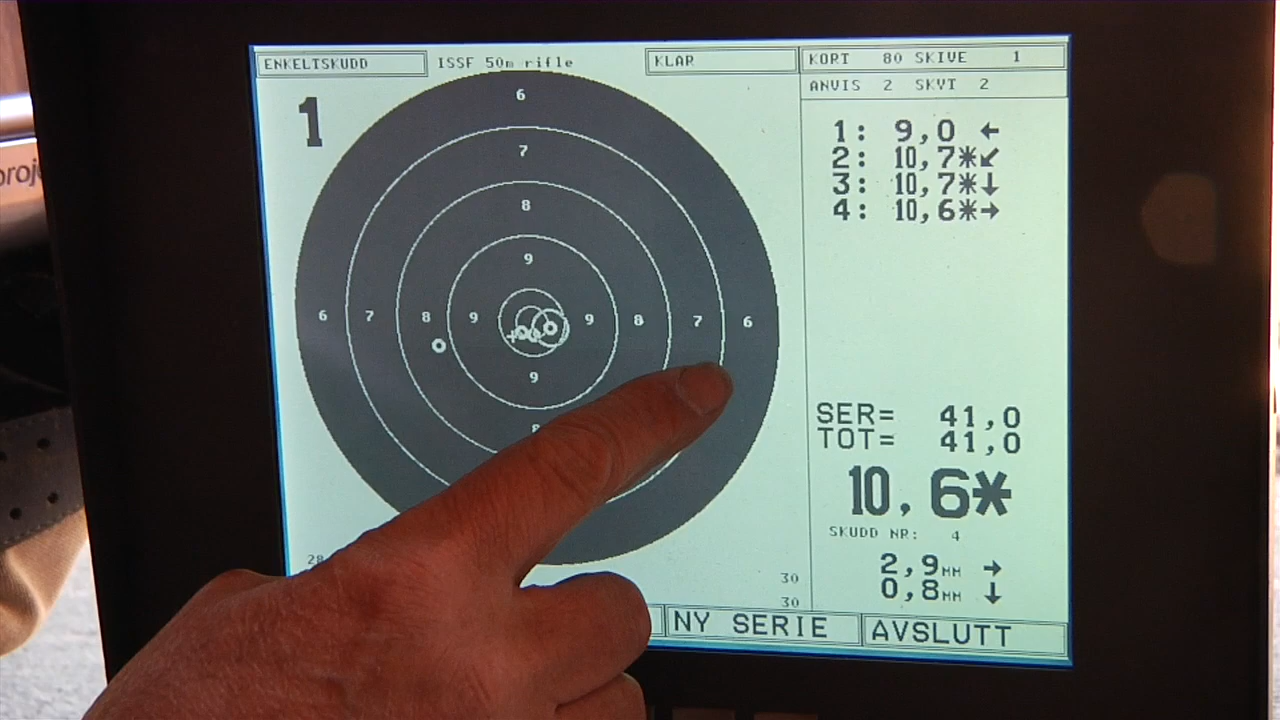 ENKELTSKUDD
ISSF 50m rifle
KLAR
KORT 80 SKIVE 1
ANVIS 2 SKYT 2
1
1: 9,0 ←
2: 10,7*↙
3: 10,7*↓
4: 10,6*→
6
7
8
9
6 7 8 9 9 8 7 6
9
8
SER= 41,0
TOT= 41,0
10,6*
SKUDD NR: 4
2,9MM →
0,8MM ↓
28
30
30
NY SERIE
AVSLUTT
proj